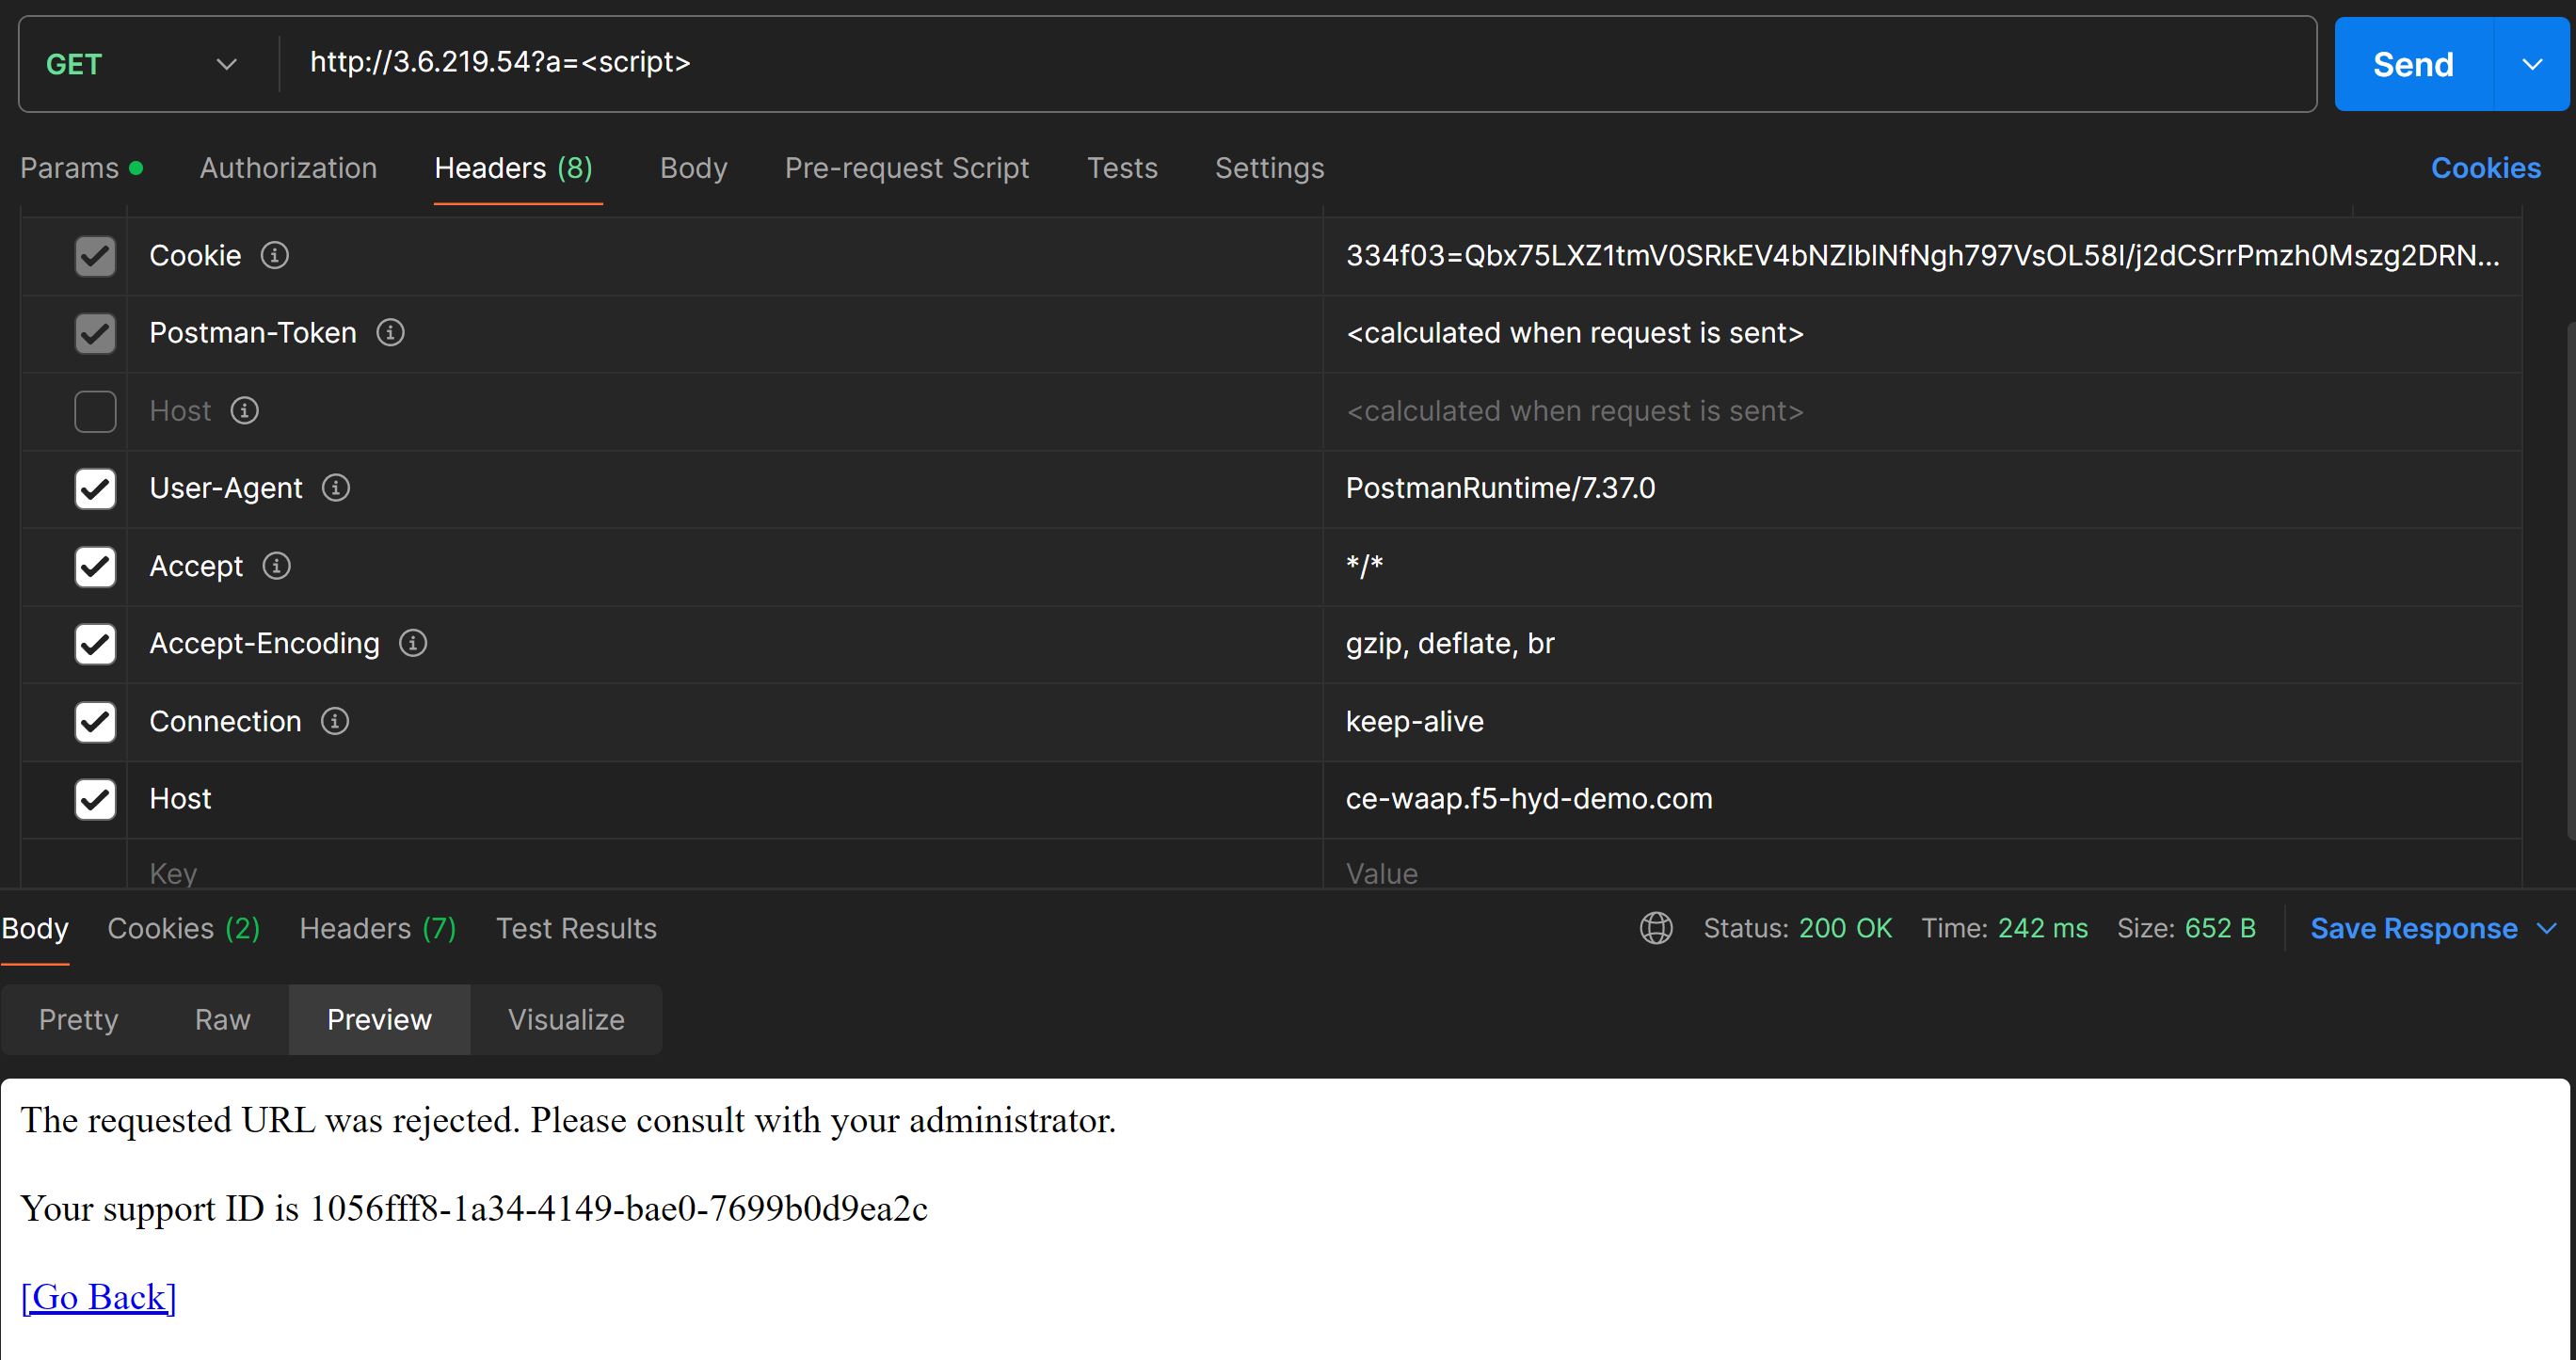 GET http://3.6.219.54?a=<script> Send
Params Authorization Headers (8) Body Pre-request Script Tests Settings Cookies
Cookie 334f03=Qbx75LXZ1tmV0SRkEV4bNZIbINfNgh797VsOL58I/j2dCSrrPmzh0Mszg2DRN...
Postman-Token <calculated when request is sent>
Host <calculated when request is sent>
User-Agent PostmanRuntime/7.37.0
Accept */*
Accept-Encoding gzip, deflate, br
Connection keep-alive
Host ce-waap.f5-hyd-demo.com
Key Value
Body Cookies (2) Headers (7) Test Results Status: 200 OK Time: 242 ms Size: 652 B Save Response
Pretty Raw Preview Visualize
The requested URL was rejected. Please consult with your administrator.
Your support ID is 1056fff8-1a34-4149-bae0-7699b0d9ea2c
[Go Back]